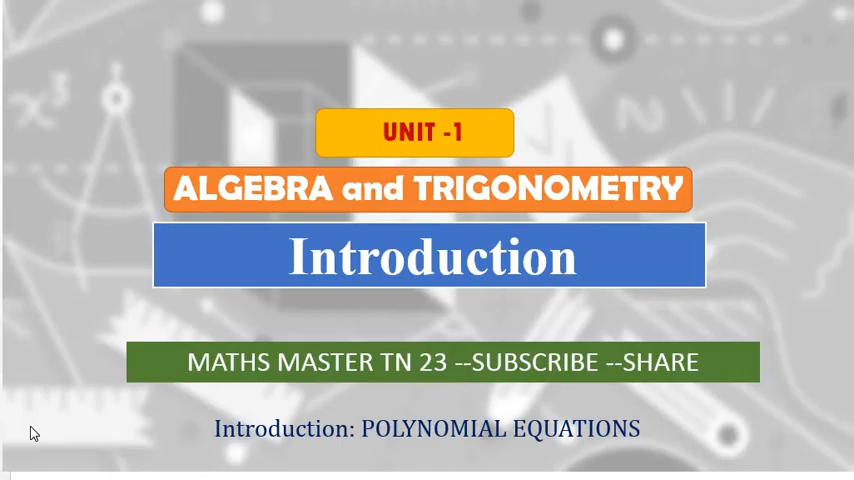 UNIT -1
ALGEBRA and TRIGONOMETRY
Introduction
MATHS MASTER TN 23 --SUBSCRIBE --SHARE
Introduction: POLYNOMIAL EQUATIONS